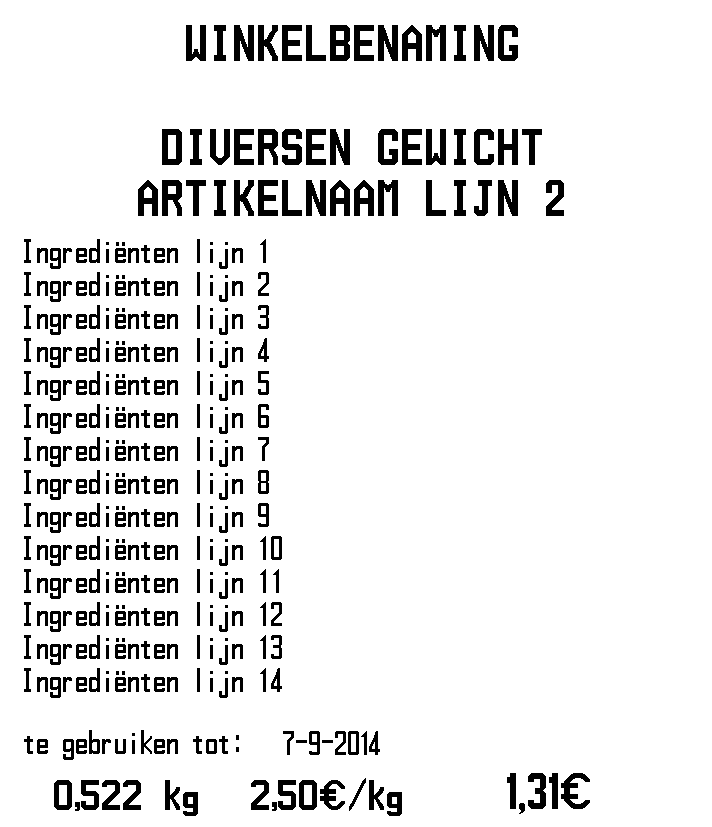 WINKELBENAMING
DIVERSEN GEWICHT
ARTIKELNAAM LIJN 2
Ingrediënten lijn 1
Ingrediënten lijn 2
Ingrediënten lijn 3
Ingrediënten lijn 4
Ingrediënten lijn 5
Ingrediënten lijn 6
Ingrediënten lijn 7
Ingrediënten lijn 8
Ingrediënten lijn 9
Ingrediënten lijn 10
Ingrediënten lijn 11
Ingrediënten lijn 12
Ingrediënten lijn 13
Ingrediënten lijn 14
te gebruiken tot: 7-9-2014
0,522 kg 2,50€/kg 1,31€